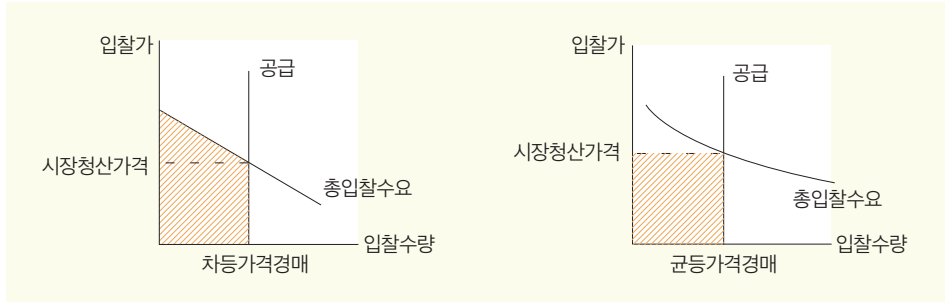 입찰가
공급
시장청산가격
총입찰수요
입찰수량
차등가격경매
입찰가
공급
시장청산가격
총입찰수요
입찰수량
균등가격경매